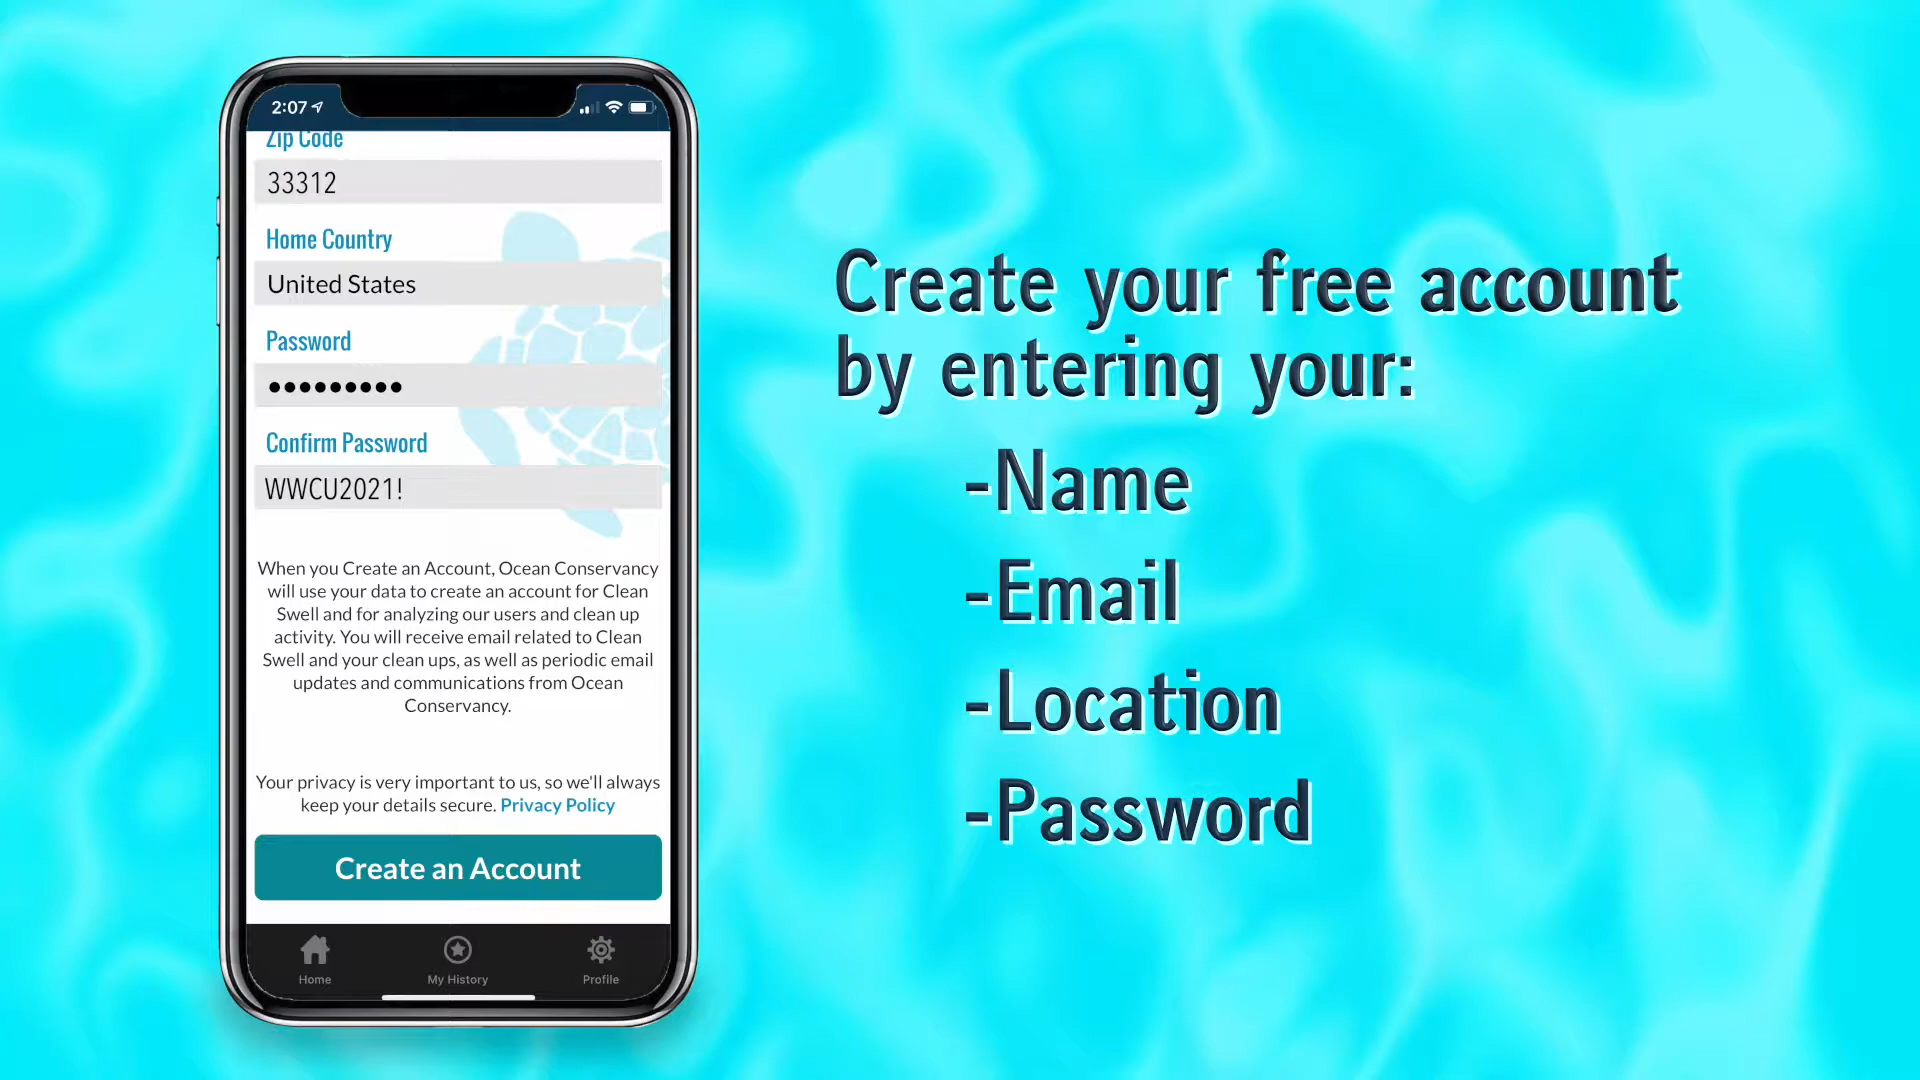 2:07
Zip Code
33312
Home Country
United States
Password
●●●●●●●●●
Confirm Password
WWCU2021!
When you Create an Account, Ocean Conservancy
will use your data to create an account for Clean
Swell and for analyzing our users and clean up
activity. You will receive email related to Clean
Swell and your clean ups, as well as periodic email
updates and communications from Ocean
Conservancy.
Your privacy is very important to us, so we'll always
keep your details secure. Privacy Policy
Create an Account
Home
My History
Profile
Create your free account
by entering your:
-Name
-Email
-Location
-Password